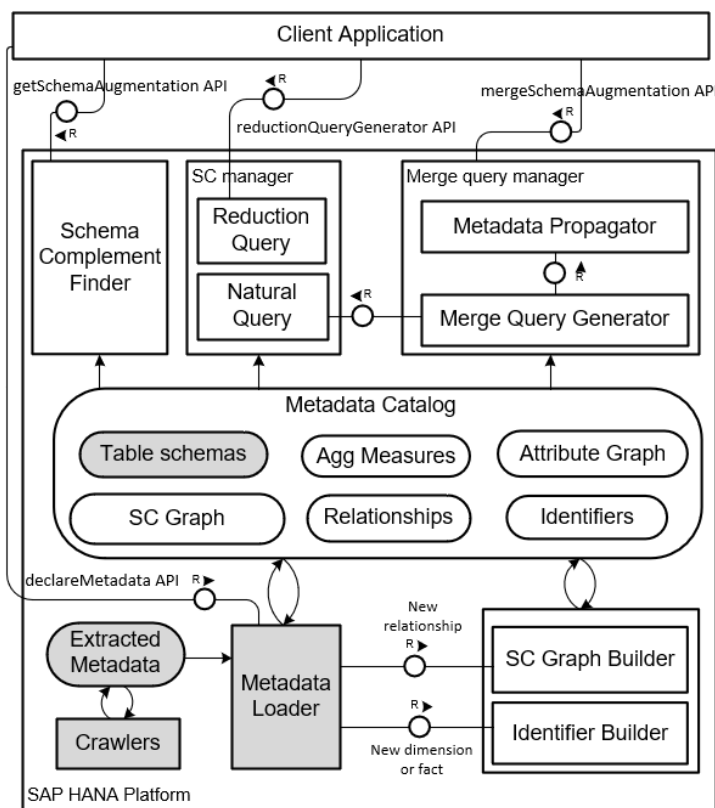 Client Application
getSchemaAugmentation API
R
R
reductionQueryGenerator API
mergeSchemaAugmentation API
R
Schema
Complement
Finder
SC manager
Reduction
Query
Natural
Query
R
Merge query manager
Metadata Propagator
R
Merge Query Generator
Metadata Catalog
Table schemas
Agg Measures
Attribute Graph
SC Graph
Relationships
Identifiers
declareMetadata API
R
Extracted
Metadata
Crawlers
Metadata
Loader
New
relationship
R
R
New dimension
or fact
SC Graph Builder
Identifier Builder
SAP HANA Platform